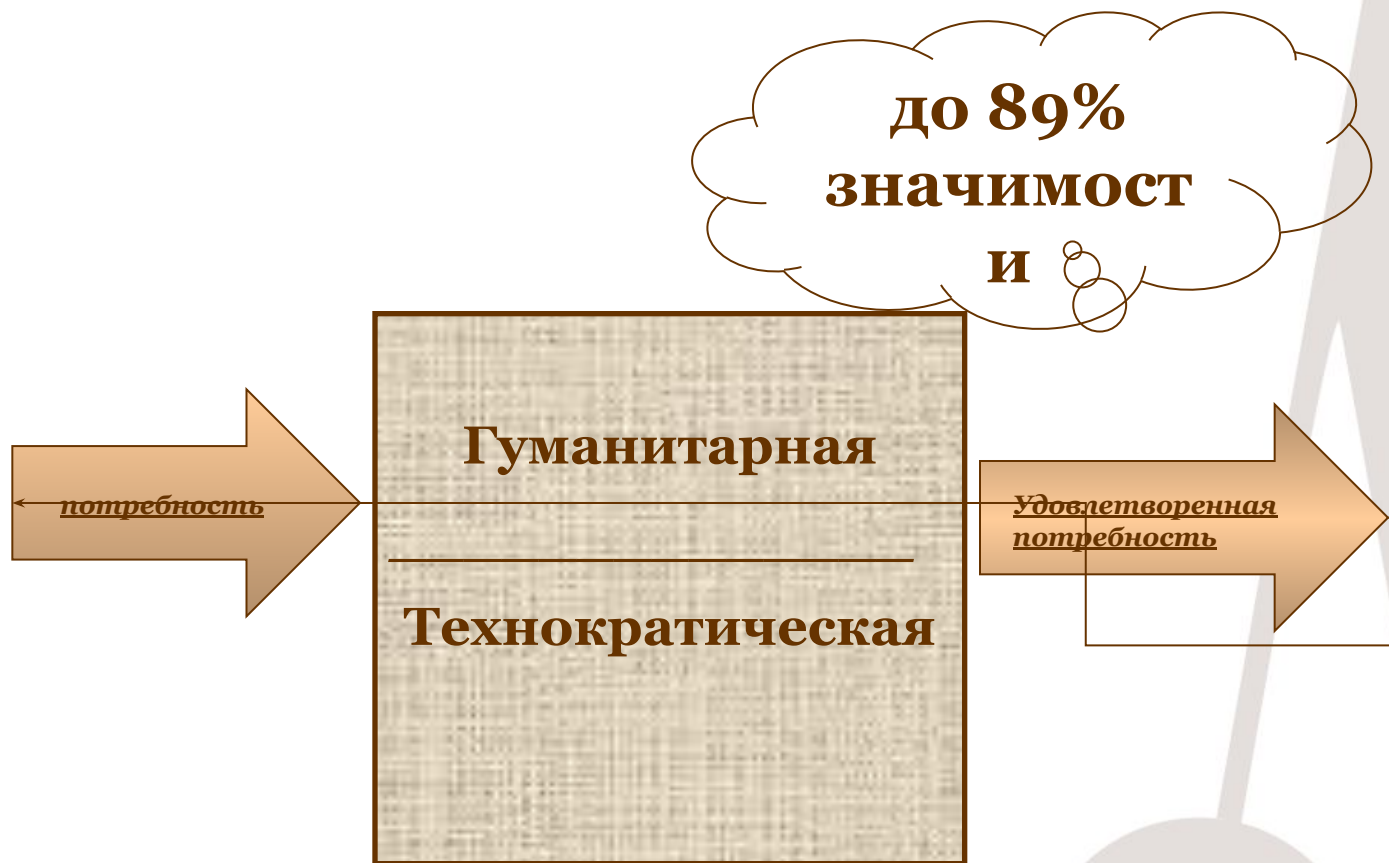 до 89%
значимост
и
Гуманитарная
потребность
Удовлетворенная
потребность
Технократическая